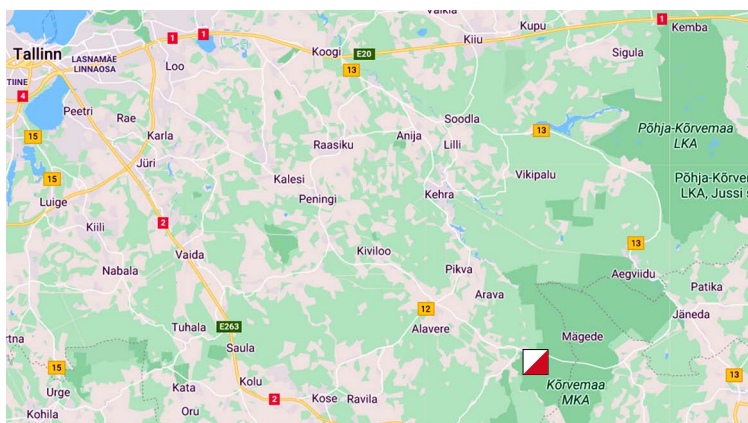 Kupu
1
Kemba
1
1
Kiiu
Koogi
E20
Tallinn
LASNAMÄE
LINNAOSA
Sigula
Loo
13
TIINE
4
Peetri
Rae
Soodla
Karla
15
Anija
13
Põhja-Kõrvemaa
LKA
Raasiku
Lilli
Jüri
Vikipalu
15
Kalesi
Põhja-Kõrve
LKA, Jussi s
Luige
Peningi
Kehra
Kiili
2
13
Vaida
Kiviloo
Nabala
Pikva
Aegviidu
Arava
Patika
12
Jäneda
Tuhala
E263
Alavere
Mägede
Saula
15
Kolu
13
Kata
Kõrvemaa
MKA
Urge
2
Kose
Ravila
Oru
Kohila